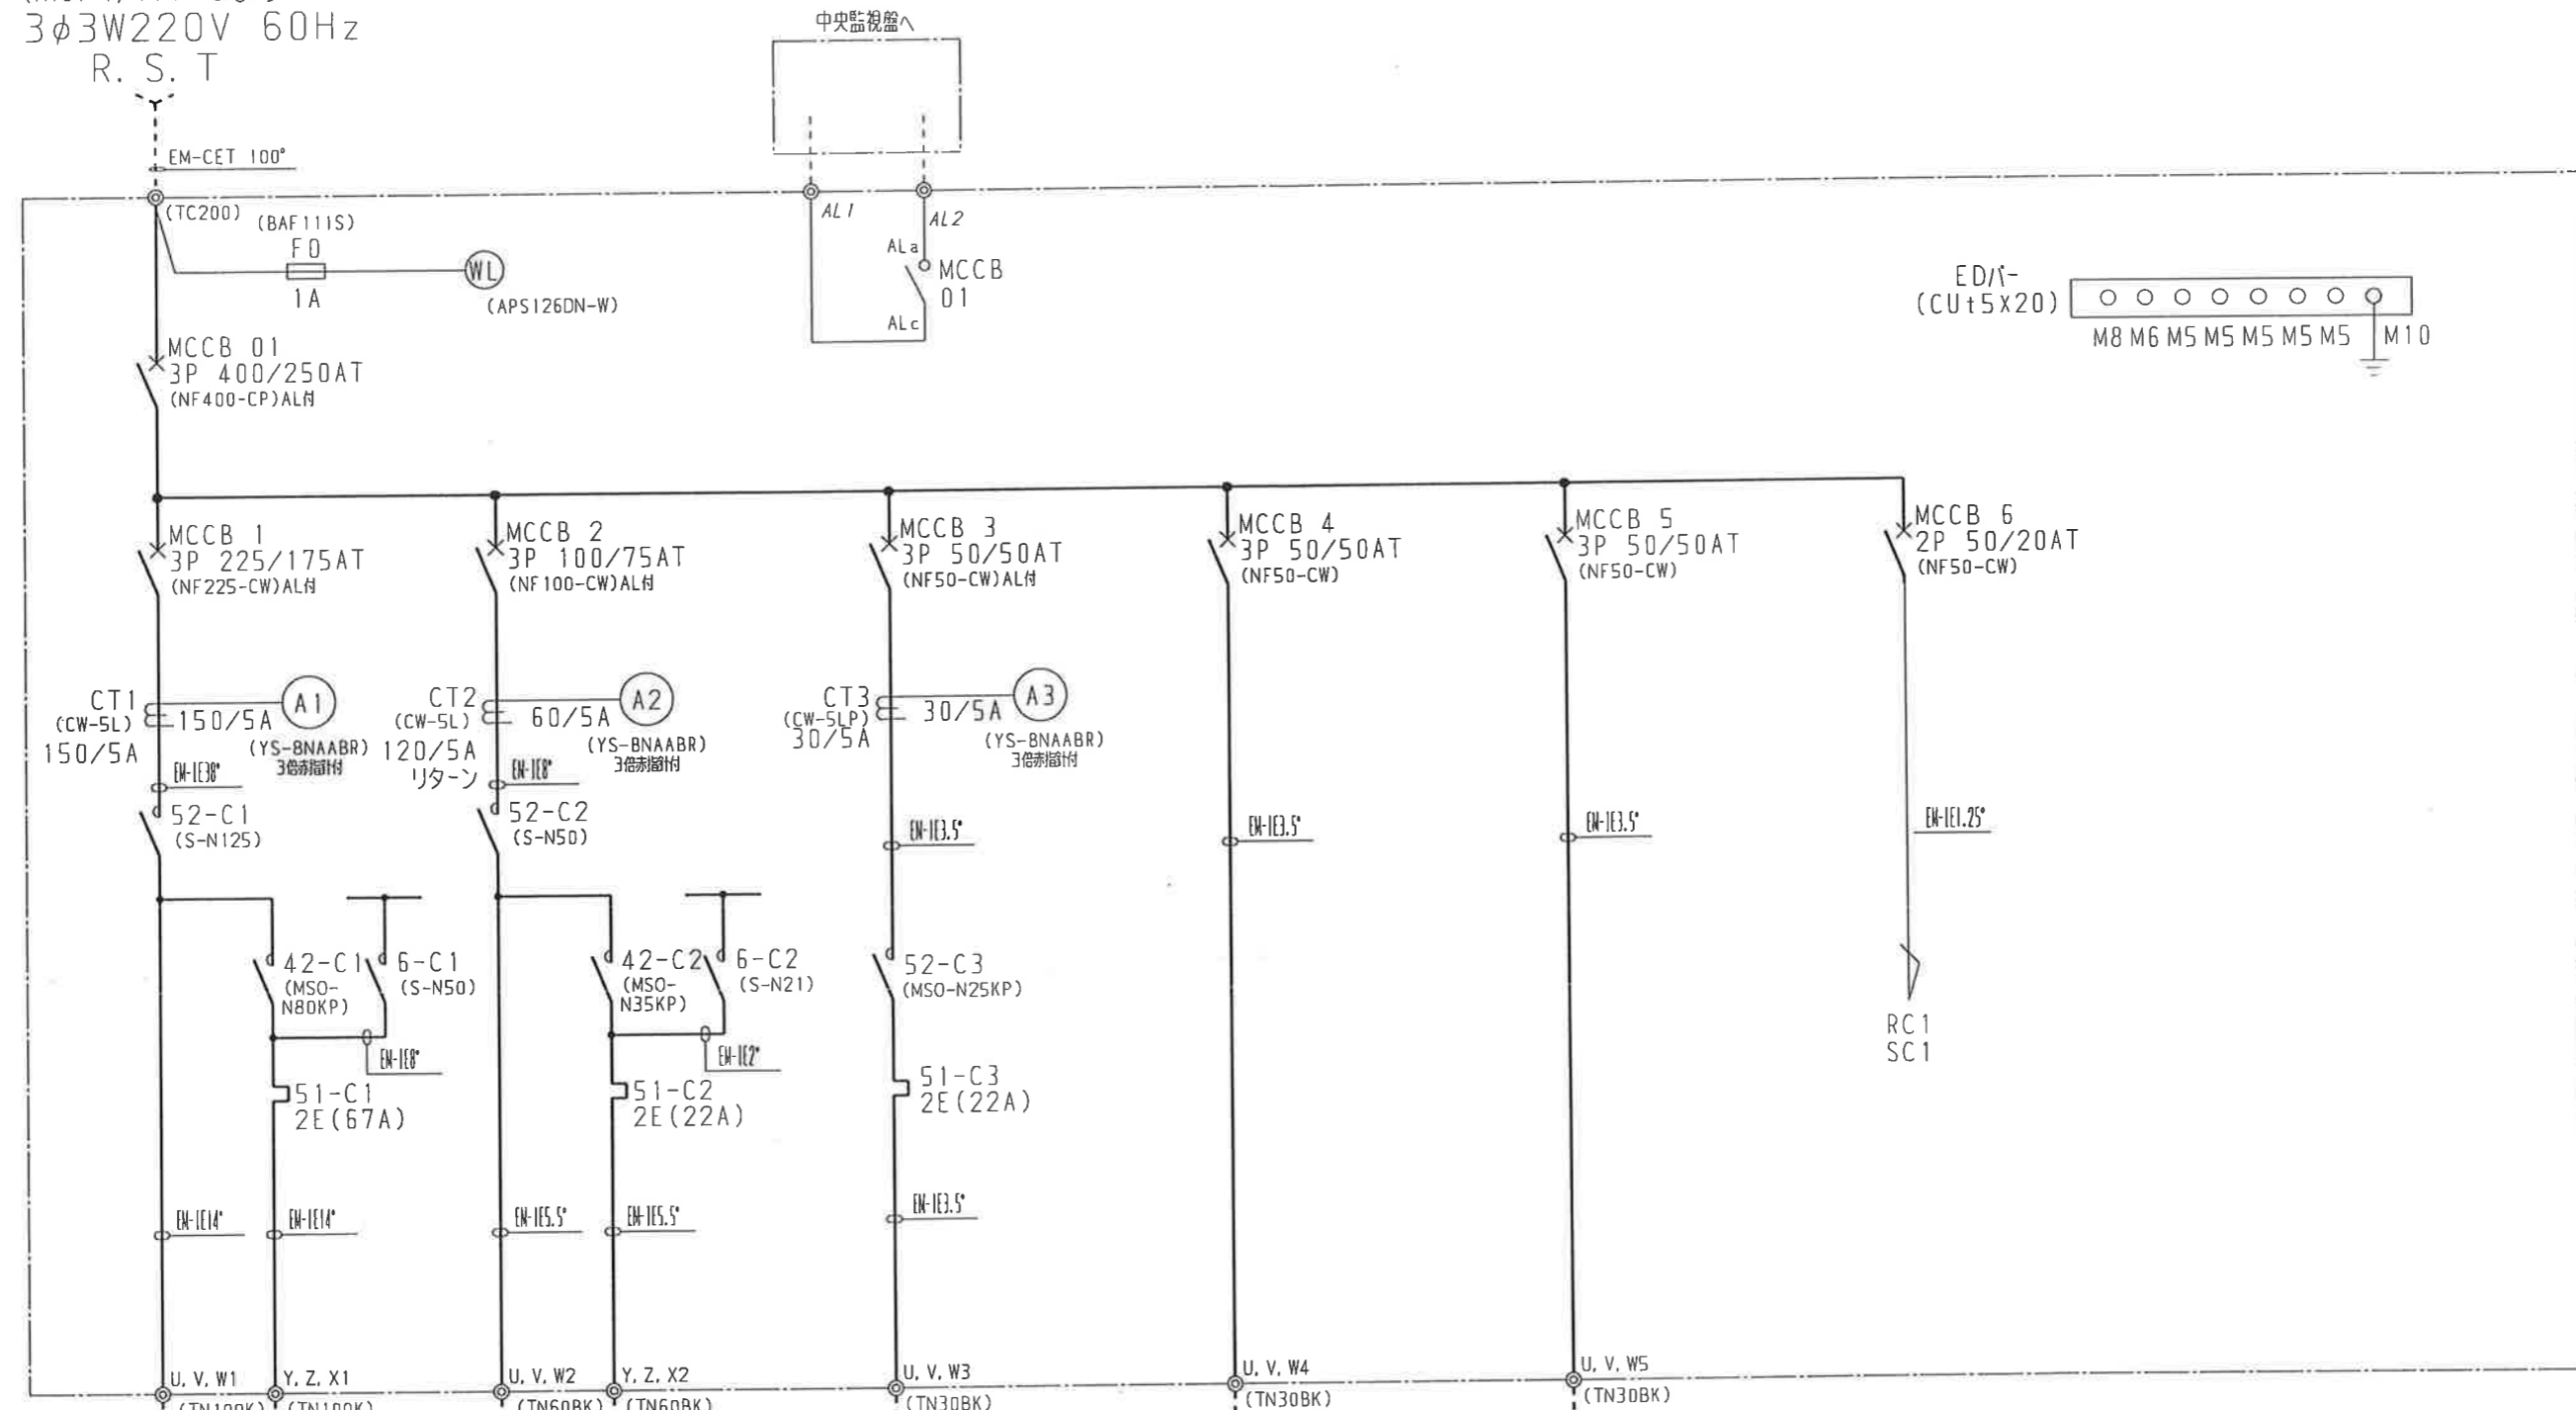 3φ3W220V 60Hz
R. S. T
中央監視盤へ
EM-CET 100°
(TC200)
(BAF111S)
F0
1A
WL
(APS126DN-W)
AL1
AL2
ALa
MCCB
01
ALc
EDバー
(CUt5X20)
M8 M6 M5 M5 M5 M5 M5 M10
MCCB 01
3P 400/250AT
(NF400-CP)AL付
MCCB 1
3P 225/175AT
(NF225-CW)AL付
MCCB 2
3P 100/75AT
(NF100-CW)AL付
MCCB 3
3P 50/50AT
(NF50-CW)AL付
MCCB 4
3P 50/50AT
(NF50-CW)
MCCB 5
3P 50/50AT
(NF50-CW)
MCCB 6
2P 50/20AT
(NF50-CW)
CT1
(CW-5L)
150/5A
150/5A
A1
(YS-8NAABR)
3倍赤指針付
CT2
(CW-5L)
120/5A
リターン
60/5A
A2
(YS-8NAABR)
3倍赤指針付
CT3
(CW-5LP)
30/5A
30/5A
A3
(YS-8NAABR)
3倍赤指針付
EM-IE38°
52-C1
(S-N125)
EM-IE8°
52-C2
(S-N50)
EM-IE3.5°
EM-IE3.5°
EM-IE3.5°
EM-IE1.25°
42-C1
(MSO-
N80KP)
6-C1
(S-N50)
42-C2
(MSO-
N35KP)
6-C2
(S-N21)
52-C3
(MSO-N25KP)
EM-IE8°
EM-IE2°
RC1
SC1
51-C1
2E(67A)
51-C2
2E(22A)
51-C3
2E(22A)
EM-IE14°
EM-IE14°
EM-IE5.5°
EM-IE5.5°
EM-IE3.5°
U, V, W1
Y, Z, X1
U, V, W2
Y, Z, X2
U, V, W3
U, V, W4
U, V, W5
(TN100K)
(TN100K)
(TN60BK)
(TN60BK)
(TN30BK)
(TN30BK)
(TN30BK)